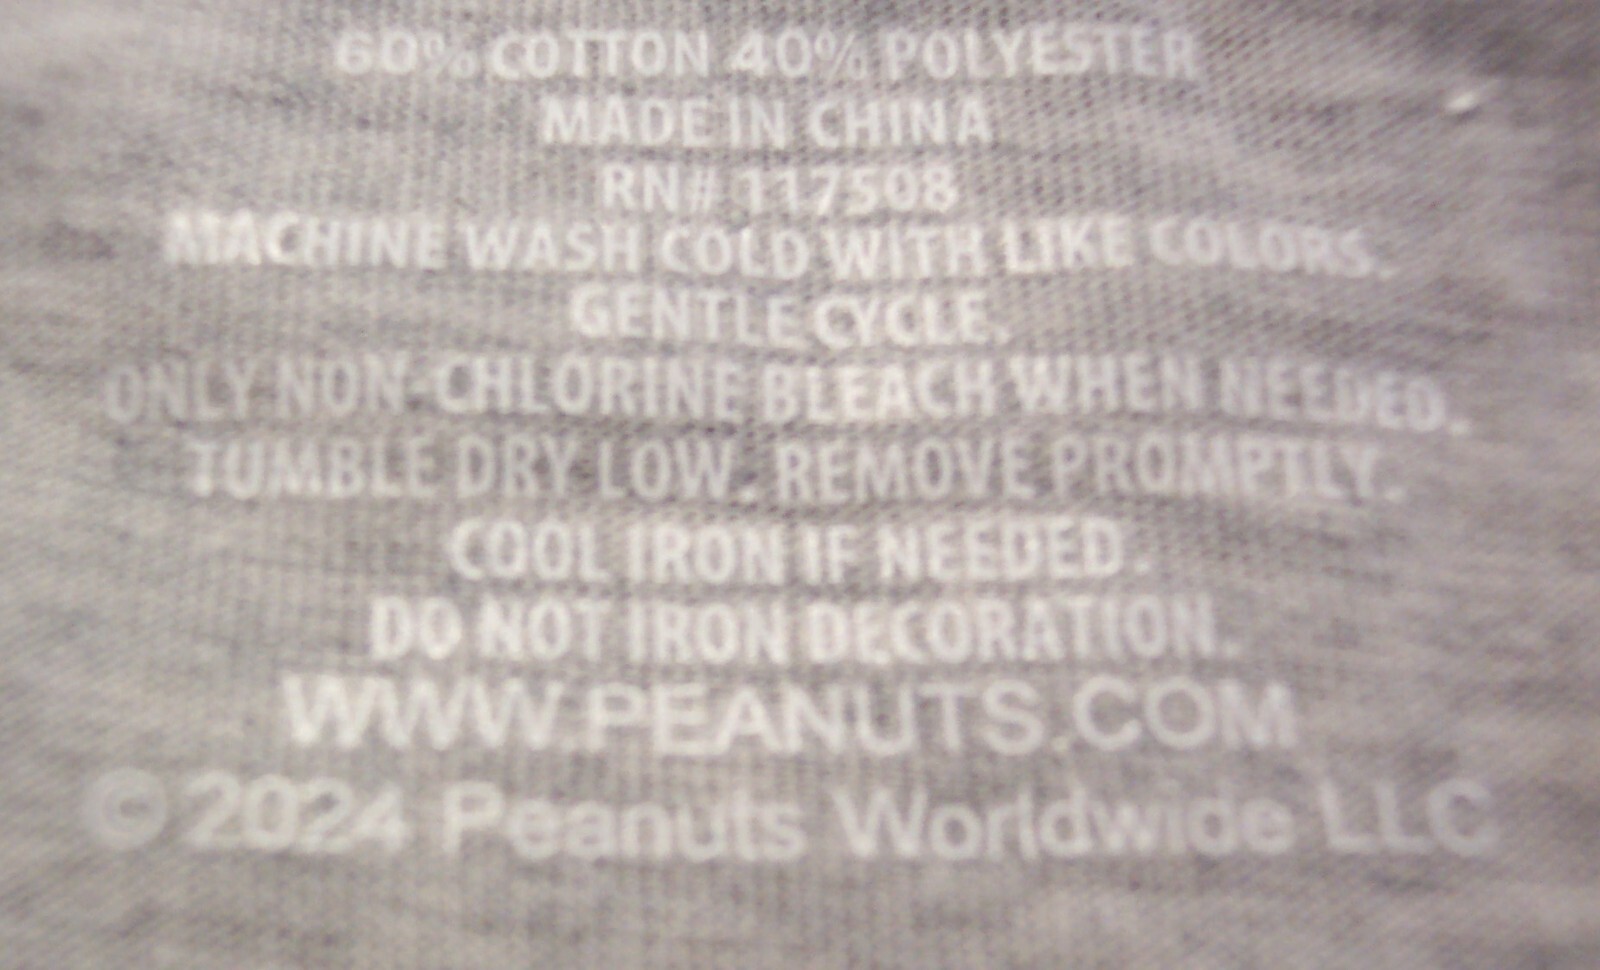 60% COTTON 40% POLYESTER
MADE IN CHINA
RN# 117508
MACHINE WASH COLD WITH LIKE COLORS.
GENTLE CYCLE.
ONLY NON-CHLORINE BLEACH WHEN NEEDED.
TUMBLE DRY LOW. REMOVE PROMPTLY.
COOL IRON IF NEEDED.
DO NOT IRON DECORATION.
WWW.PEANUTS.COM
© 2024 Peanuts Worldwide LLC